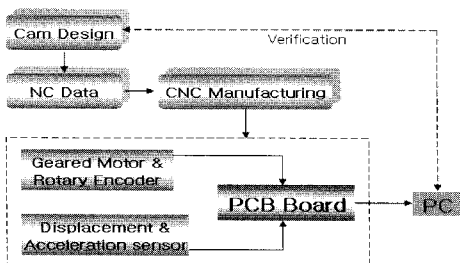 Cam Design
Verification
NC Data
CNC Manufacturing
Geared Motor &
Rotary Encoder
PCB Board
PC
Displacement &
Acceleration sensor